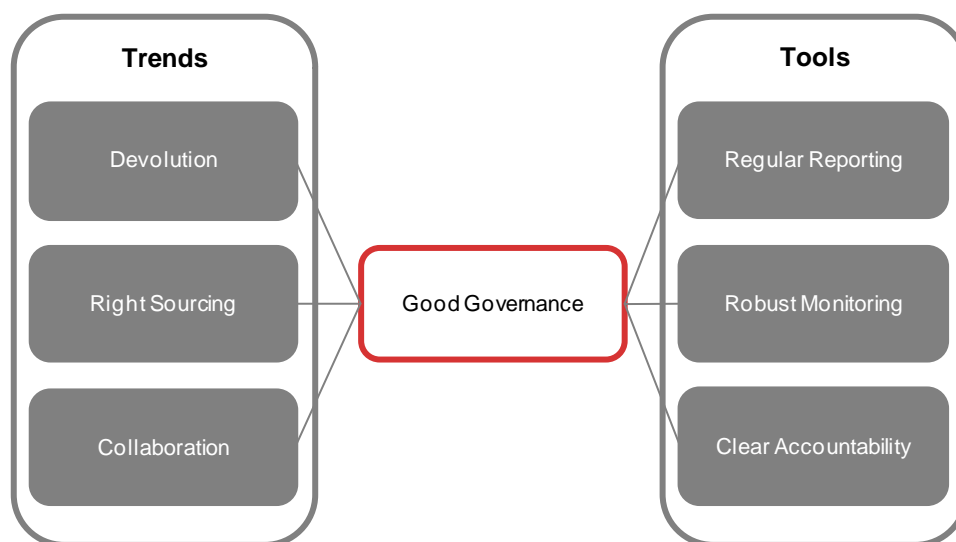 Trends
Devolution
Right Sourcing
Collaboration
Good Governance
Tools
Regular Reporting
Robust Monitoring
Clear Accountability